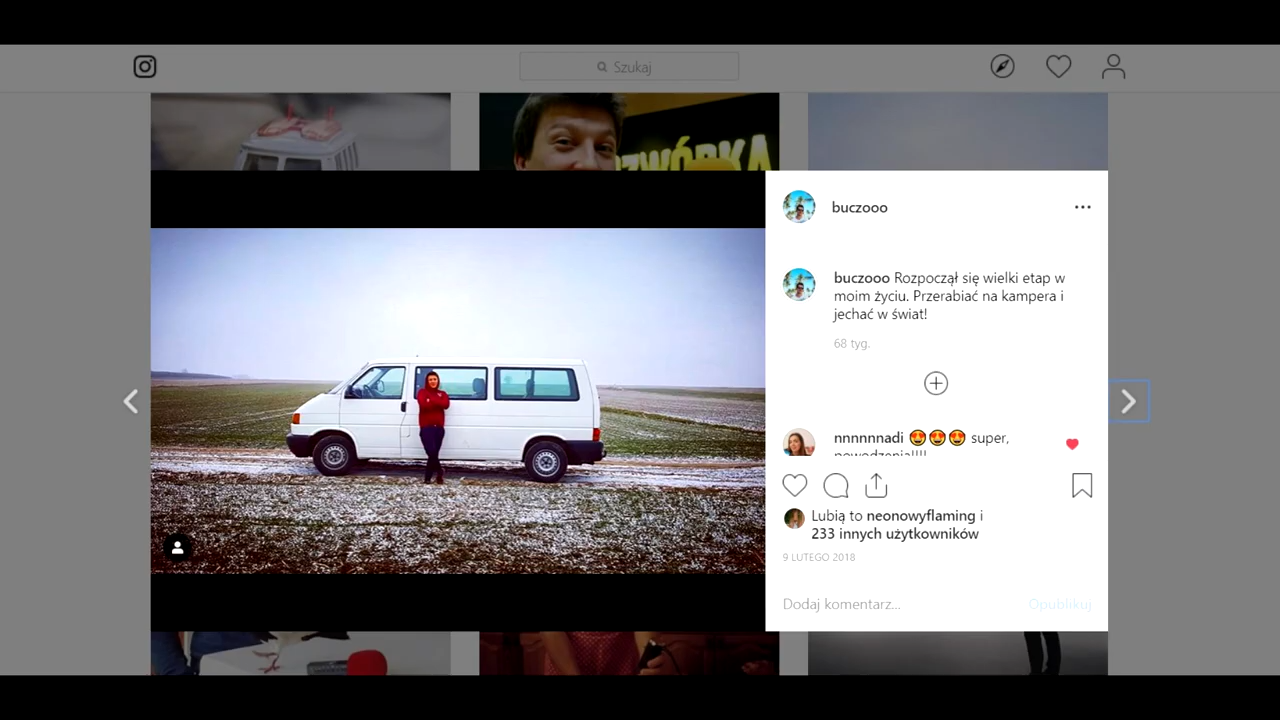 Szukaj
buczooo
buczooo Rozpoczął się wielki etap w
moim życiu. Przerabiać na kampera i
jechać w świat!
68 tyg.
nnnnnnadi 😍😍😍 super,
powodzenia!!!!
Lubią to neonowyflaming i
233 innych użytkowników
9 LUTEGO 2018
Dodaj komentarz...
Opublikuj